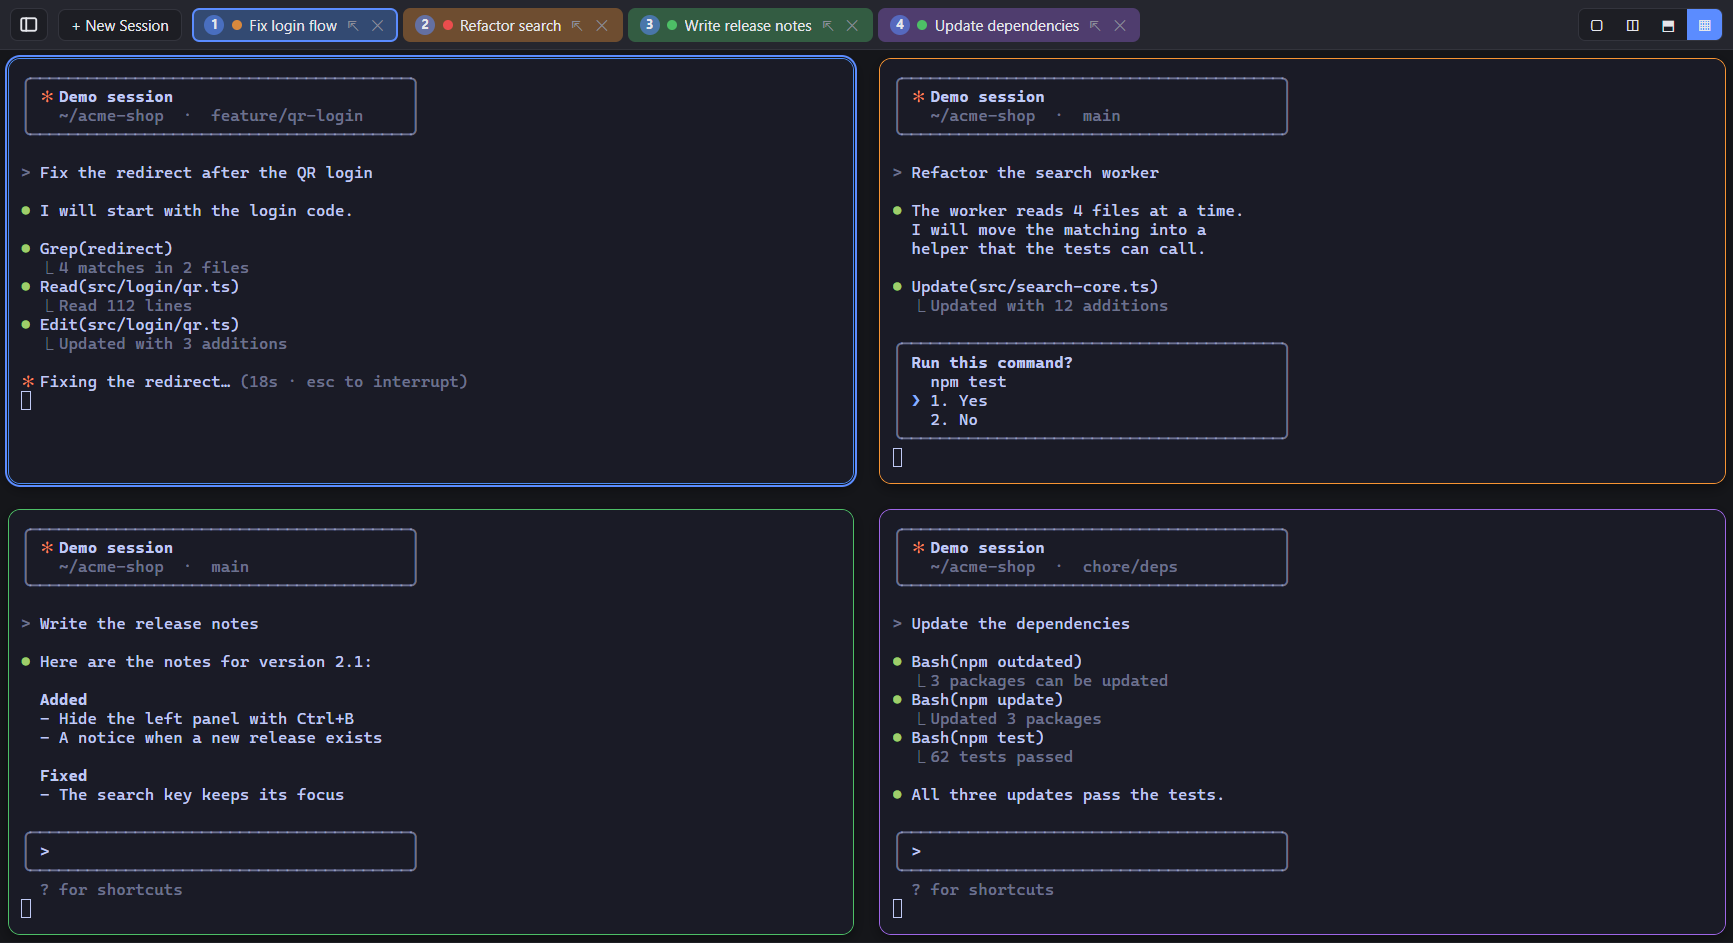 + New Session
1 Fix login flow
2 Refactor search
3 Write release notes
4 Update dependencies
Demo session
~/acme-shop · feature/qr-login
> Fix the redirect after the QR login
I will start with the login code.
Grep(redirect)
4 matches in 2 files
Read(src/login/qr.ts)
Read 112 lines
Edit(src/login/qr.ts)
Updated with 3 additions
Fixing the redirect… (18s · esc to interrupt)
Demo session
~/acme-shop · main
> Refactor the search worker
The worker reads 4 files at a time.
I will move the matching into a
helper that the tests can call.
Update(src/search-core.ts)
Updated with 12 additions
Run this command?
npm test
❯ 1. Yes
2. No
Demo session
~/acme-shop · main
> Write the release notes
Here are the notes for version 2.1:
Added
- Hide the left panel with Ctrl+B
- A notice when a new release exists
Fixed
- The search key keeps its focus
>
? for shortcuts
Demo session
~/acme-shop · chore/deps
> Update the dependencies
Bash(npm outdated)
3 packages can be updated
Bash(npm update)
Updated 3 packages
Bash(npm test)
62 tests passed
All three updates pass the tests.
>
? for shortcuts